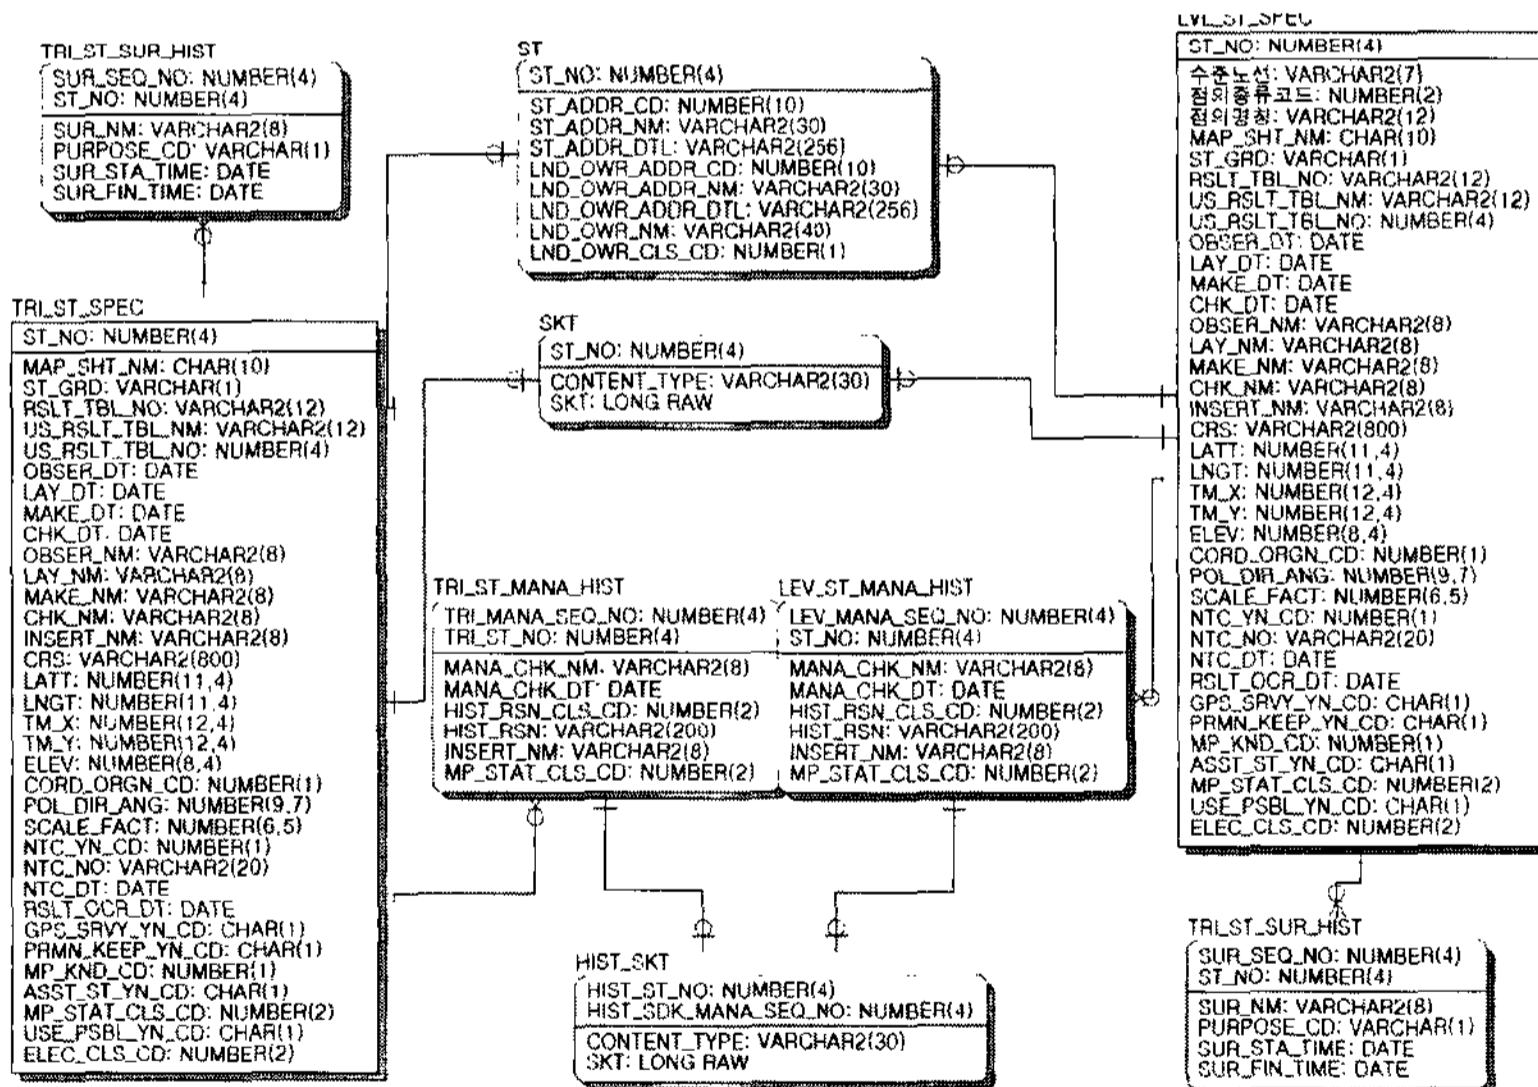 TRI_ST_SUR_HIST
SUR_SEQ_NO: NUMBER(4)
ST_NO: NUMBER(4)
SUR_NM: VARCHAR2(8)
PURPOSE_CD: VARCHAR(1)
SUR_STA_TIME: DATE
SUR_FIN_TIME: DATE
ST
ST_NO: NUMBER(4)
ST_ADDR_CD: NUMBER(10)
ST_ADDR_NM: VARCHAR2(30)
ST_ADDR_DTL: VARCHAR2(256)
LND_OWR_ADDR_CD: NUMBER(10)
LND_OWR_ADDR_NM: VARCHAR2(30)
LND_OWR_ADDR_DTL: VARCHAR2(256)
LND_OWR_NM: VARCHAR2(40)
LND_OWR_CLS_CD: NUMBER(1)
LVL_ST_SPEC
ST_NO: NUMBER(4)
수준노선: VARCHAR2(7)
점의종류코드: NUMBER(2)
점의명칭: VARCHAR2(12)
MAP_SHT_NM: CHAR(10)
ST_GRD: VARCHAR(1)
RSLT_TBL_NO: VARCHAR2(12)
US_RSLT_TBL_NM: VARCHAR2(12)
US_RSLT_TBL_NO: NUMBER(4)
OBSER_DT: DATE
LAY_DT: DATE
MAKE_DT: DATE
CHK_DT: DATE
OBSER_NM: VARCHAR2(8)
LAY_NM: VARCHAR2(8)
MAKE_NM: VARCHAR2(8)
CHK_NM: VARCHAR2(8)
INSERT_NM: VARCHAR2(8)
CRS: VARCHAR2(800)
LATT: NUMBER(11,4)
LNGT: NUMBER(11,4)
TM_X: NUMBER(12,4)
TM_Y: NUMBER(12,4)
ELEV: NUMBER(8,4)
CORD_ORGN_CD: NUMBER(1)
POL_DIR_ANG: NUMBER(9,7)
SCALE_FACT: NUMBER(6,5)
NTC_YN_CD: NUMBER(1)
NTC_NO: VARCHAR2(20)
NTC_DT: DATE
RSLT_OCR_DT: DATE
GPS_SRVY_YN_CD: CHAR(1)
PRMN_KEEP_YN_CD: CHAR(1)
MP_KND_CD: NUMBER(1)
ASST_ST_YN_CD: CHAR(1)
MP_STAT_CLS_CD: NUMBER(2)
USE_PSBL_YN_CD: CHAR(1)
ELEC_CLS_CD: NUMBER(2)
TRI_ST_SPEC
ST_NO: NUMBER(4)
MAP_SHT_NM: CHAR(10)
ST_GRD: VARCHAR(1)
RSLT_TBL_NO: VARCHAR2(12)
US_RSLT_TBL_NM: VARCHAR2(12)
US_RSLT_TBL_NO: NUMBER(4)
OBSER_DT: DATE
LAY_DT: DATE
MAKE_DT: DATE
CHK_DT: DATE
OBSER_NM: VARCHAR2(8)
LAY_NM: VARCHAR2(8)
MAKE_NM: VARCHAR2(8)
CHK_NM: VARCHAR2(8)
INSERT_NM: VARCHAR2(8)
CRS: VARCHAR2(800)
LATT: NUMBER(11,4)
LNGT: NUMBER(11,4)
TM_X: NUMBER(12,4)
TM_Y: NUMBER(12,4)
ELEV: NUMBER(8,4)
CORD_ORGN_CD: NUMBER(1)
POL_DIR_ANG: NUMBER(9,7)
SCALE_FACT: NUMBER(6,5)
NTC_YN_CD: NUMBER(1)
NTC_NO: VARCHAR2(20)
NTC_DT: DATE
RSLT_OCR_DT: DATE
GPS_SRVY_YN_CD: CHAR(1)
PRMN_KEEP_YN_CD: CHAR(1)
MP_KND_CD: NUMBER(1)
ASST_ST_YN_CD: CHAR(1)
MP_STAT_CLS_CD: NUMBER(2)
USE_PSBL_YN_CD: CHAR(1)
ELEC_CLS_CD: NUMBER(2)
SKT
ST_NO: NUMBER(4)
CONTENT_TYPE: VARCHAR2(30)
SKT: LONG RAW
TRI_ST_MANA_HIST
TRI_MANA_SEQ_NO: NUMBER(4)
TRI_ST_NO: NUMBER(4)
MANA_CHK_NM: VARCHAR2(8)
MANA_CHK_DT: DATE
HIST_RSN_CLS_CD: NUMBER(2)
HIST_RSN: VARCHAR2(200)
INSERT_NM: VARCHAR2(8)
MP_STAT_CLS_CD: NUMBER(2)
LEV_ST_MANA_HIST
LEV_MANA_SEQ_NO: NUMBER(4)
ST_NO: NUMBER(4)
MANA_CHK_NM: VARCHAR2(8)
MANA_CHK_DT: DATE
HIST_RSN_CLS_CD: NUMBER(2)
HIST_RSN: VARCHAR2(200)
INSERT_NM: VARCHAR2(8)
MP_STAT_CLS_CD: NUMBER(2)
HIST_SKT
HIST_ST_NO: NUMBER(4)
HIST_SDK_MANA_SEQ_NO: NUMBER(4)
CONTENT_TYPE: VARCHAR2(30)
SKT: LONG RAW
TRI_ST_SUR_HIST
SUR_SEQ_NO: NUMBER(4)
ST_NO: NUMBER(4)
SUR_NM: VARCHAR2(8)
PURPOSE_CD: VARCHAR(1)
SUR_STA_TIME: DATE
SUR_FIN_TIME: DATE